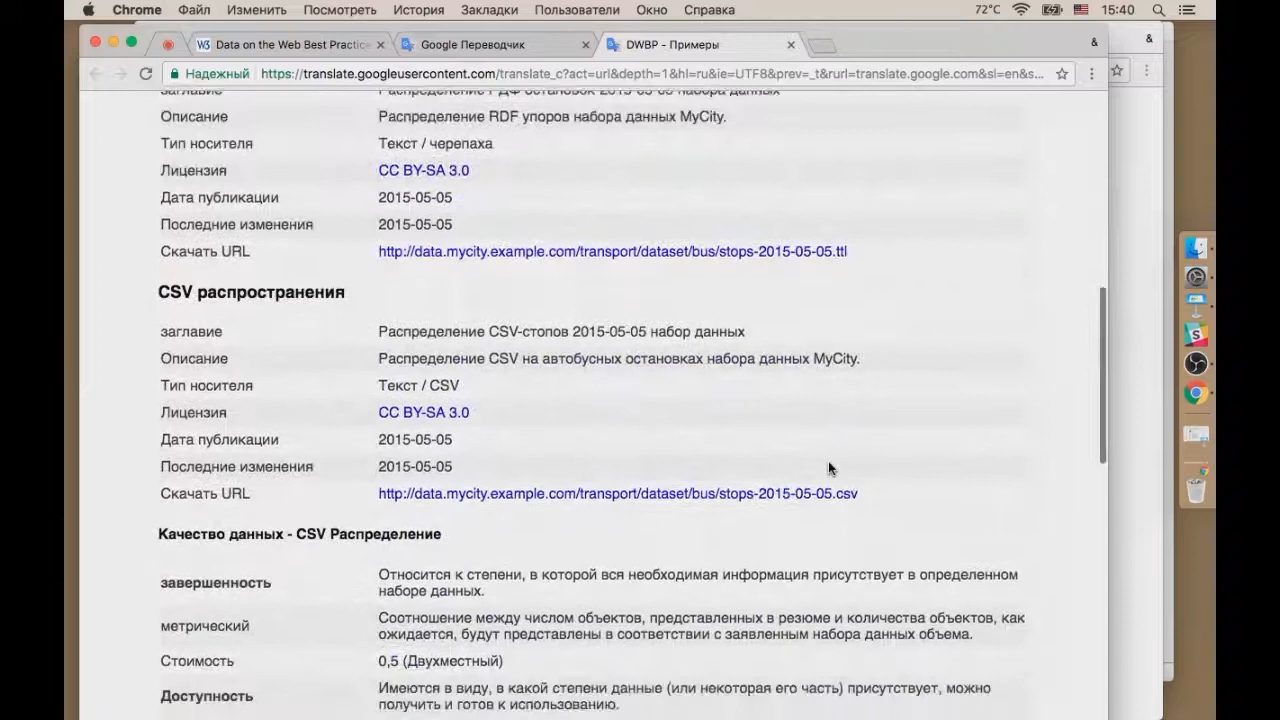 Chrome Файл Изменить Посмотреть История Закладки Пользователи Окно Справка 72°C 15:40
Data on the Web Best Practice Google Переводчик DWBP - Примеры
Надежный https://translate.googleusercontent.com/translate_c?act=url&depth=1&hl=ru&ie=UTF8&prev=_t&rurl=translate.google.com&sl=en&s...
заглавие Распределение РДФ остановок 2015-05-05 набора данных
Описание Распределение RDF упоров набора данных MyCity.
Тип носителя Текст / черепаха
Лицензия CC BY-SA 3.0
Дата публикации 2015-05-05
Последние изменения 2015-05-05
Скачать URL http://data.mycity.example.com/transport/dataset/bus/stops-2015-05-05.ttl
CSV распространения
заглавие Распределение CSV-стопов 2015-05-05 набор данных
Описание Распределение CSV на автобусных остановках набора данных MyCity.
Тип носителя Текст / CSV
Лицензия CC BY-SA 3.0
Дата публикации 2015-05-05
Последние изменения 2015-05-05
Скачать URL http://data.mycity.example.com/transport/dataset/bus/stops-2015-05-05.csv
Качество данных - CSV Распределение
завершенность Относится к степени, в которой вся необходимая информация присутствует в определенном
наборе данных.
метрический Соотношение между числом объектов, представленных в резюме и количества объектов, как
ожидается, будут представлены в соответствии с заявленным набора данных объема.
Стоимость 0,5 (Двухместный)
Доступность Имеются в виду, в какой степени данные (или некоторая его часть) присутствует, можно
получить и готов к использованию.